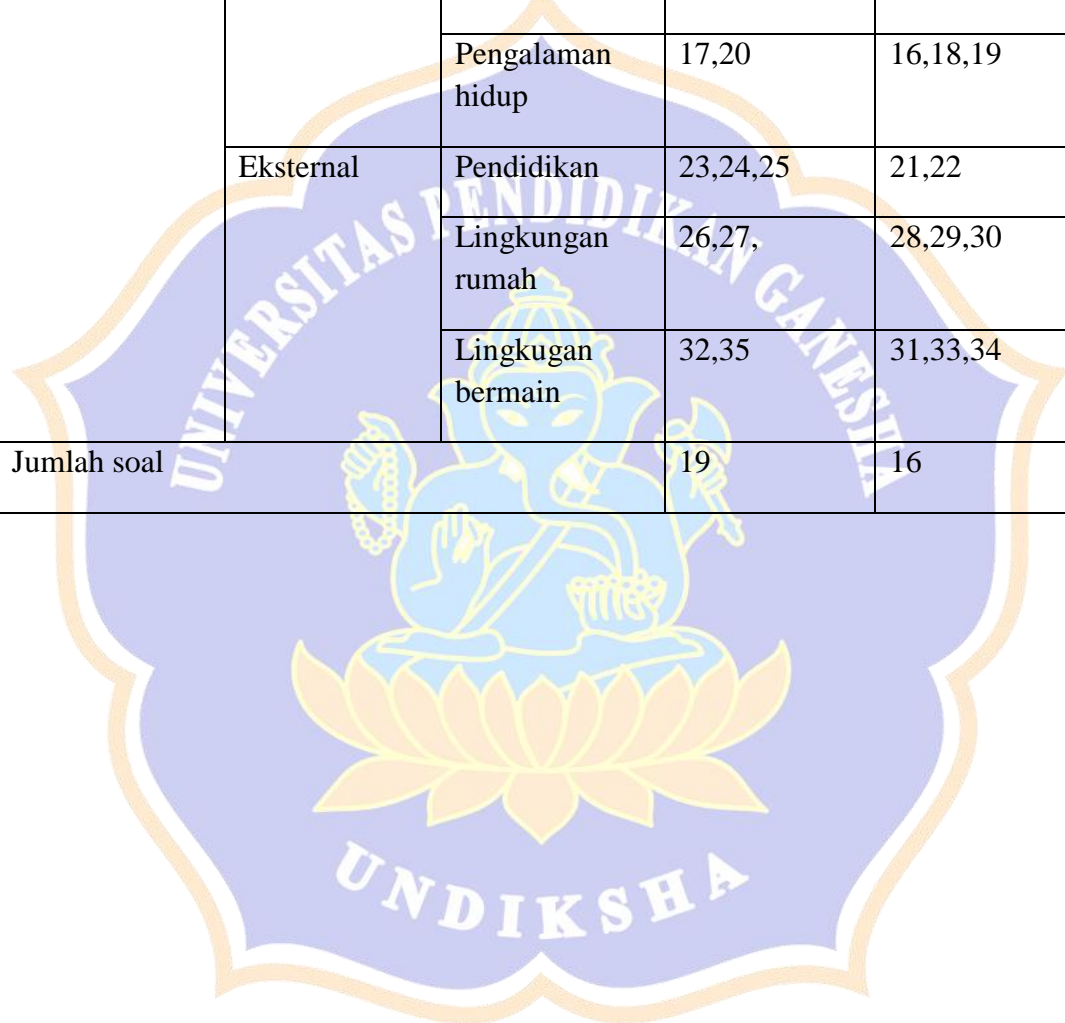 Pengalaman hidup 17,20 16,18,19
Eksternal Pendidikan 23,24,25 21,22
Lingkungan rumah 26,27, 28,29,30
Lingkugan bermain 32,35 31,33,34
Jumlah soal 19 16
UNIVERSITAS PENDIDIKAN GANESHA
UNDIKSHA